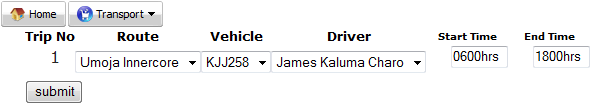 Home Transport
Trip No Route Vehicle Driver Start Time End Time
1 Umoja Innercore KJJ258 James Kaluma Charo 0600hrs 1800hrs
submit